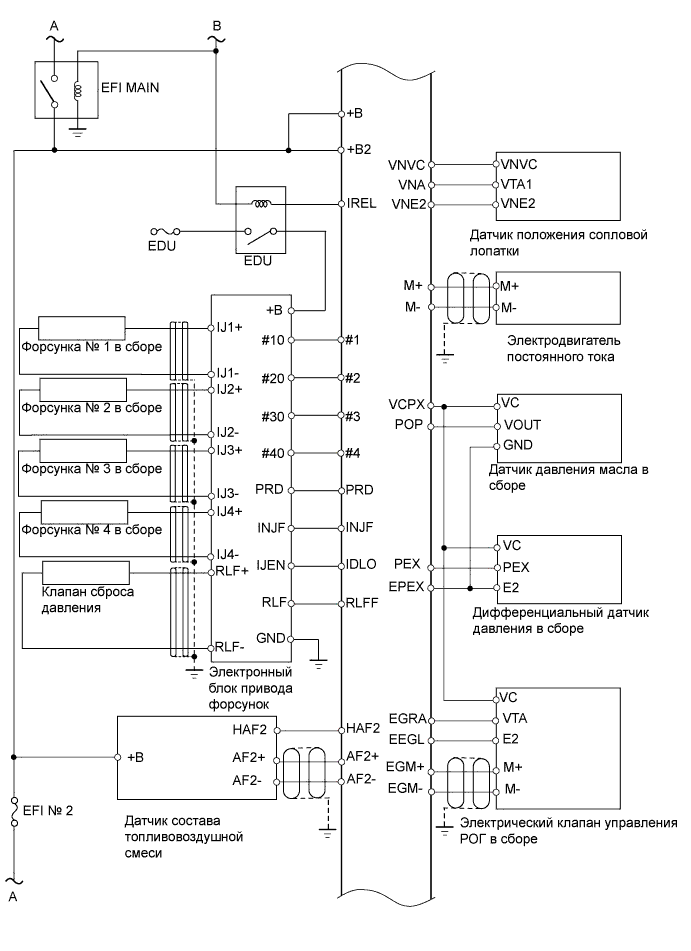 A
B
EFI MAIN
+B
+B2
VNVC
VNVC
VNA
VTA1
IREL
VNE2
VNE2
EDU
EDU
Датчик положения сопловой
лопатки
M+
M+
M-
M-
Электродвигатель
постоянного тока
+B
IJ1+
Форсунка № 1 в сборе
#10
#1
IJ1-
#20
#2
IJ2+
Форсунка № 2 в сборе
VCPX
VC
#30
#3
POP
VOUT
IJ2-
GND
IJ3+
#40
#4
Форсунка № 3 в сборе
Датчик давления масла в
сборе
PRD
PRD
IJ3-
IJ4+
Форсунка № 4 в сборе
INJF
INJF
IJ4-
VC
IJEN
IDLO
PEX
PEX
RLF+
EPEX
E2
Клапан сброса
давления
RLF
RLFF
Дифференциальный датчик
давления в сборе
GND
RLF-
Электронный
блок привода
форсунок
VC
HAF2
HAF2
EGRA
VTA
EEGL
E2
+B
AF2+
AF2+
EGM+
M+
AF2-
AF2-
EGM-
M-
EFI № 2
Датчик состава
топливовоздушной
смеси
Электрический клапан управления
РОГ в сборе
A